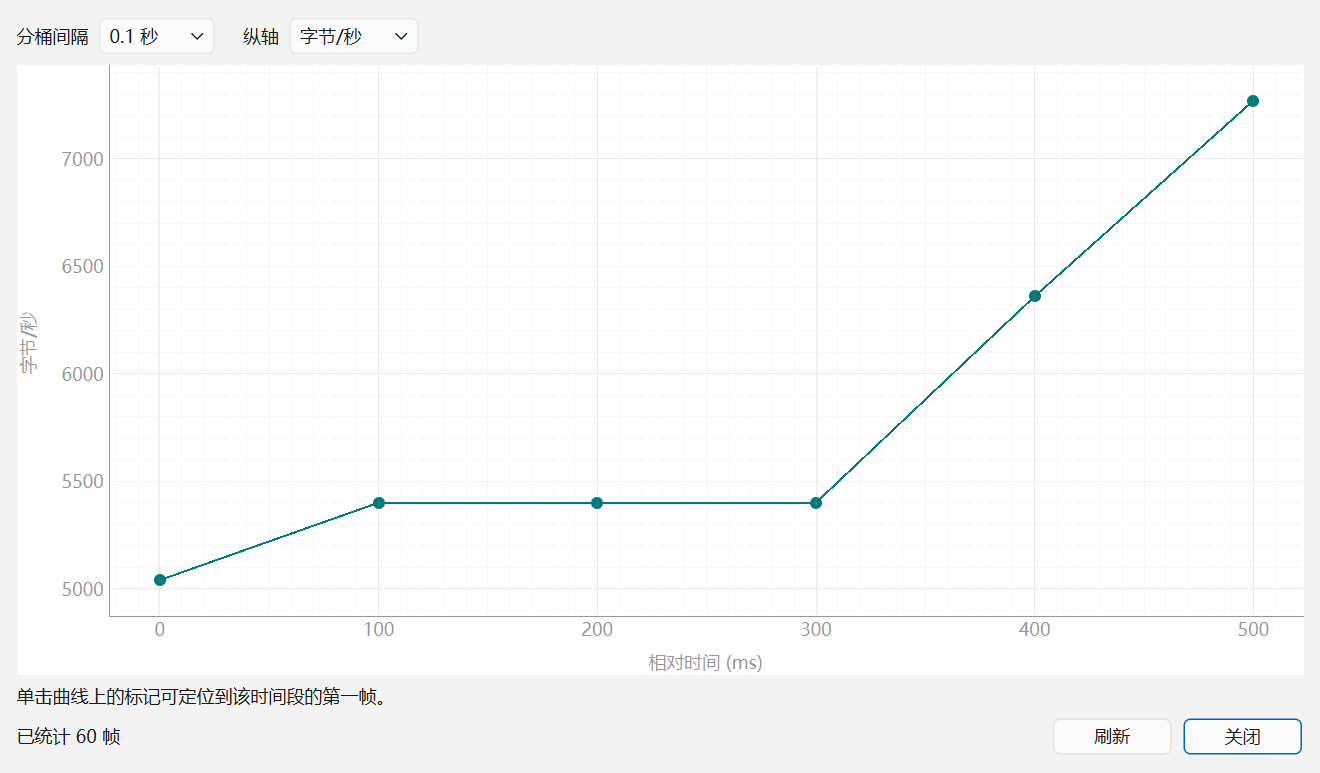 分桶间隔 0.1 秒 纵轴 字节/秒
7000
6500
6000
5500
5000
字节/秒
0 100 200 300 400 500
相对时间 (ms)
单击曲线上的标记可定位到该时间段的第一帧。
已统计 60 帧
刷新 关闭